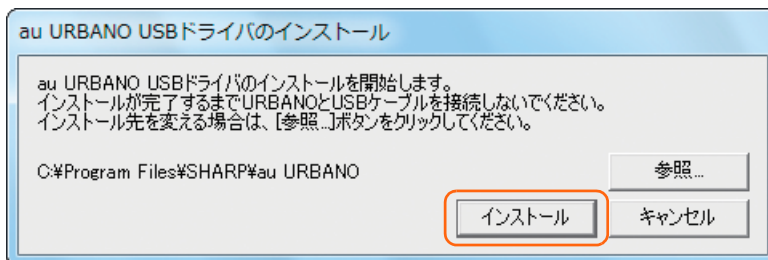 au URBANO USBドライバのインストール
au URBANO USBドライバのインストールを開始します。
インストールが完了するまでURBANOとUSBケーブルを接続しないでください。
インストール先を変える場合は、[参照...]ボタンをクリックしてください。
C:¥Program Files¥SHARP¥au URBANO
参照...
インストール
キャンセル